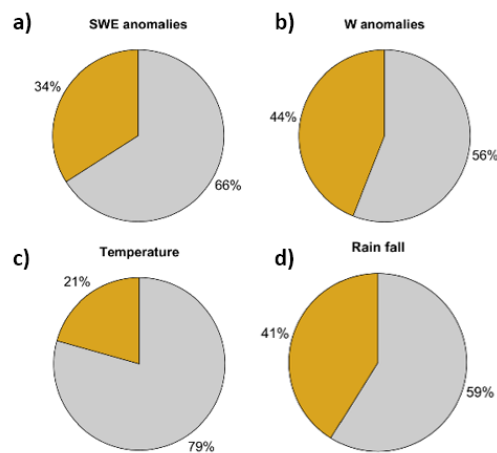 a)
SWE anomalies
34%
66%
b)
W anomalies
44%
56%
c)
Temperature
21%
79%
d)
Rain fall
41%
59%